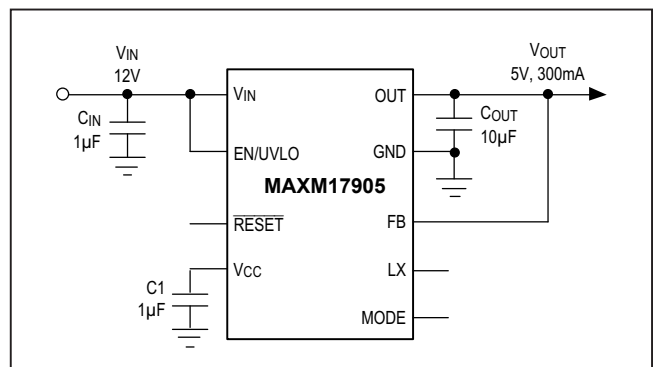 VIN
12V
VOUT
5V, 300mA
CIN
1µF
VIN
EN/UVLO
MAXM17905
RESET
VCC
C1
1µF
OUT
GND
FB
LX
MODE
COUT
10µF